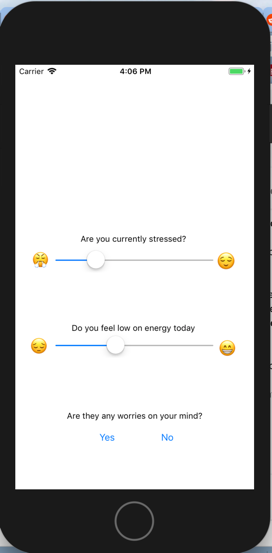 Carrier 4:06 PM
Are you currently stressed?
Do you feel low on energy today
Are they any worries on your mind?
Yes No